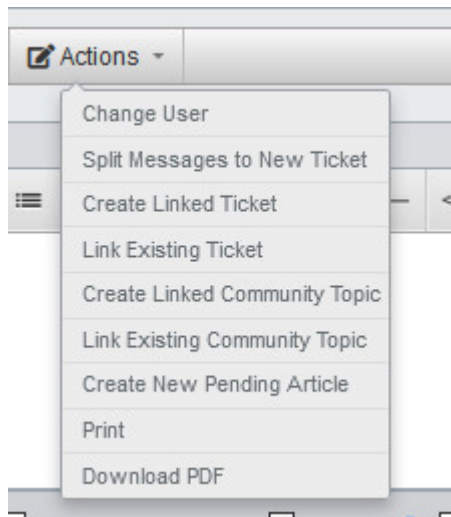 Actions
Change User
Split Messages to New Ticket
Create Linked Ticket
Link Existing Ticket
Create Linked Community Topic
Link Existing Community Topic
Create New Pending Article
Print
Download PDF